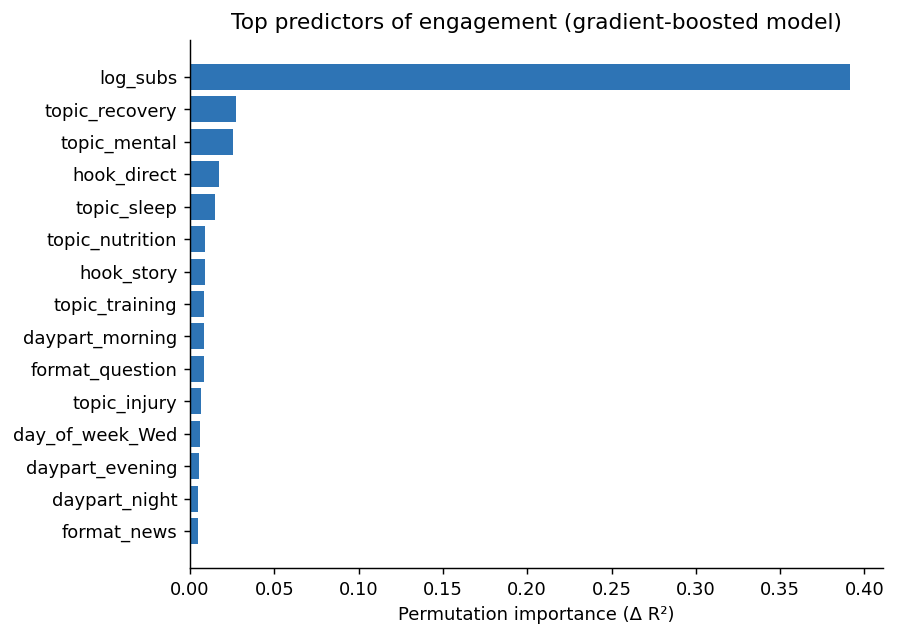 Top predictors of engagement (gradient-boosted model)
log_subs
topic_recovery
topic_mental
hook_direct
topic_sleep
topic_nutrition
hook_story
topic_training
daypart_morning
format_question
topic_injury
day_of_week_Wed
daypart_evening
daypart_night
format_news
0.00 0.05 0.10 0.15 0.20 0.25 0.30 0.35 0.40
Permutation importance (Δ R²)